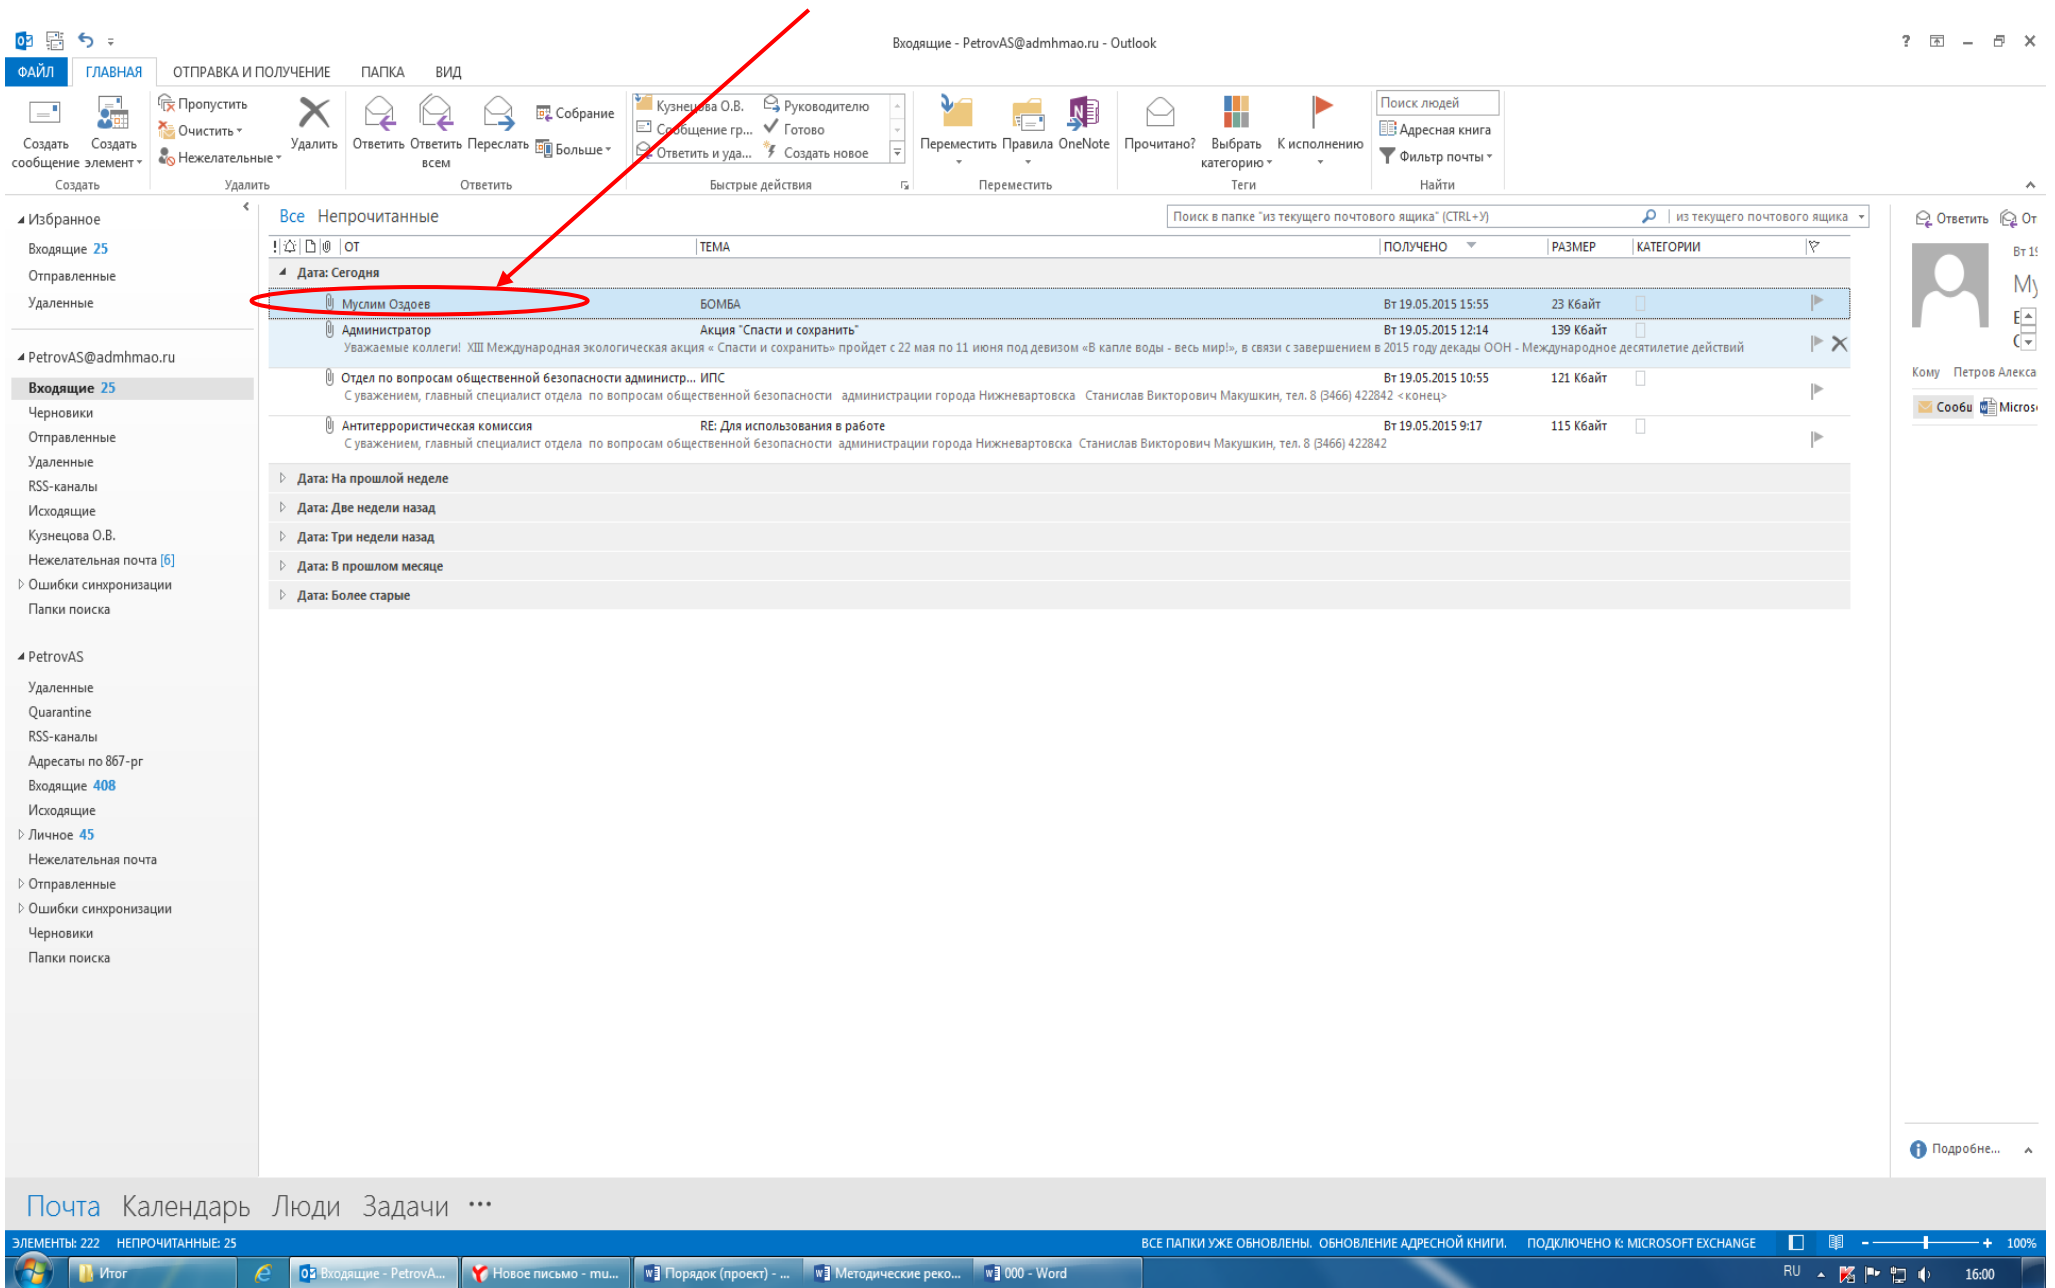 Входящие - PetrovAS@admhmao.ru - Outlook
ФАЙЛ ГЛАВНАЯ ОТПРАВКА И ПОЛУЧЕНИЕ ПАПКА ВИД
Создать сообщение
Создать элемент
Создать
Пропустить
Очистить
Нежелательные
Удалить
Удалить
Ответить
Ответить всем
Переслать
Собрание
Больше
Ответить
Кузнецова О.В.
Сообщение гр...
Ответить и уда...
Руководителю
Готово
Создать новое
Быстрые действия
Переместить
Правила
OneNote
Переместить
Прочитано?
Выбрать категорию
К исполнению
Теги
Поиск людей
Адресная книга
Фильтр почты
Найти
Избранное
Входящие 25
Отправленные
Удаленные
PetrovAS@admhmao.ru
Входящие 25
Черновики
Отправленные
Удаленные
RSS-каналы
Исходящие
Кузнецова О.В.
Нежелательная почта [6]
Ошибки синхронизации
Папки поиска
PetrovAS
Удаленные
Quarantine
RSS-каналы
Адресаты по 867-рг
Входящие 408
Исходящие
Личное 45
Нежелательная почта
Отправленные
Ошибки синхронизации
Черновики
Папки поиска
Все Непрочитанные
Поиск в папке "из текущего почтового ящика" (CTRL+У)
из текущего почтового ящика
ОТ ТЕМА ПОЛУЧЕНО РАЗМЕР КАТЕГОРИИ
Дата: Сегодня
Муслим Оздоев БОМБА Вт 19.05.2015 15:55 23 Кбайт
Администратор Акция "Спасти и сохранить" Вт 19.05.2015 12:14 139 Кбайт
Уважаемые коллеги! XIII Международная экологическая акция « Спасти и сохранить» пройдет с 22 мая по 11 июня под девизом «В капле воды - весь мир!», в связи с завершением в 2015 году декады ООН - Международное десятилетие действий
Отдел по вопросам общественной безопасности администр... ИПС Вт 19.05.2015 10:55 121 Кбайт
С уважением, главный специалист отдела по вопросам общественной безопасности администрации города Нижневартовска Станислав Викторович Макушкин, тел. 8 (3466) 422842 <конец>
Антитеррористическая комиссия RE: Для использования в работе Вт 19.05.2015 9:17 115 Кбайт
С уважением, главный специалист отдела по вопросам общественной безопасности администрации города Нижневартовска Станислав Викторович Макушкин, тел. 8 (3466) 422842
Дата: На прошлой неделе
Дата: Две недели назад
Дата: Три недели назад
Дата: В прошлом месяце
Дата: Более старые
Ответить От
Вт 19
Му
Кому Петров Алекса
Сообщ Micros
Подробне...
Почта Календарь Люди Задачи ···
ЭЛЕМЕНТЫ: 222 НЕПРОЧИТАННЫЕ: 25
ВСЕ ПАПКИ УЖЕ ОБНОВЛЕНЫ. ОБНОВЛЕНИЕ АДРЕСНОЙ КНИГИ. ПОДКЛЮЧЕНО К: MICROSOFT EXCHANGE 100%
Итог
Входящие - PetrovA...
Новое письмо - mu...
Порядок (проект) - ...
Методические реко...
000 - Word
RU 16:00